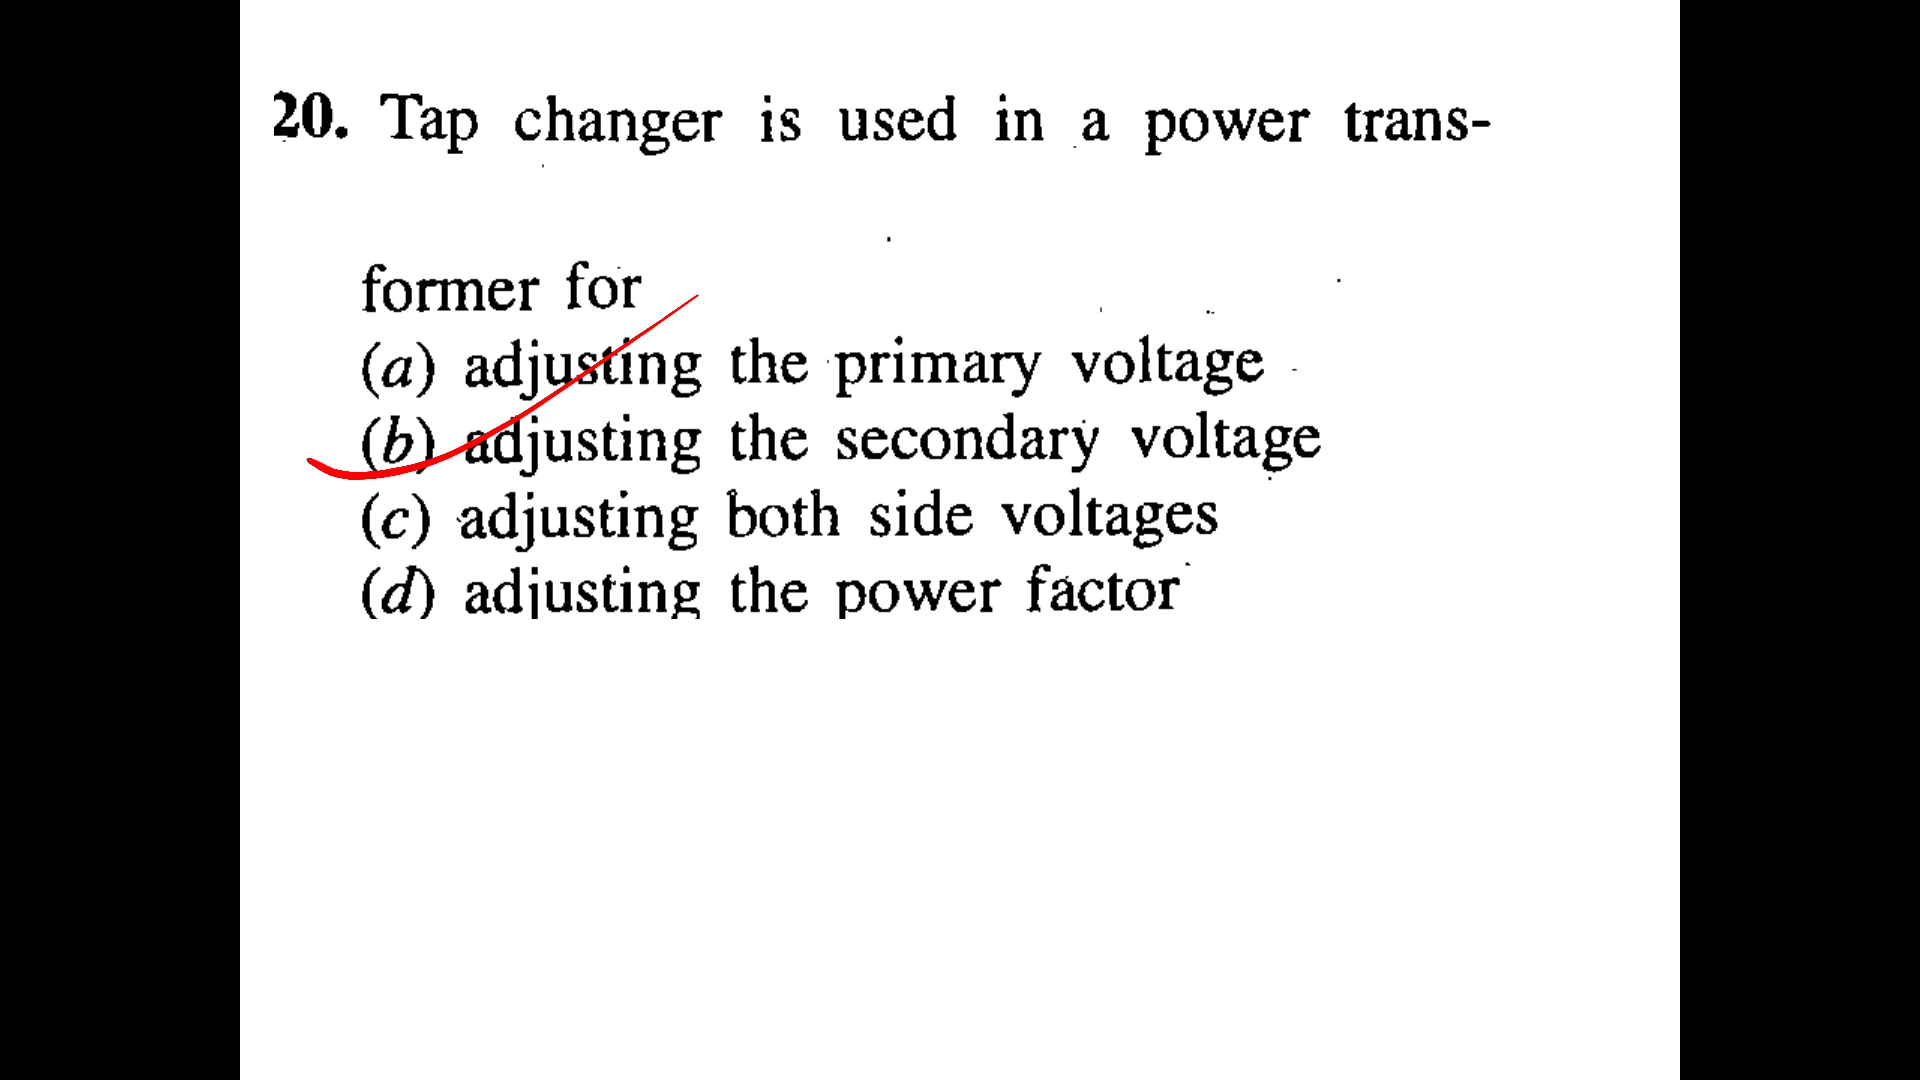 20. Tap changer is used in a power trans-
former for
(a) adjusting the primary voltage
(b) adjusting the secondary voltage
(c) adjusting both side voltages
(d) adjusting the power factor